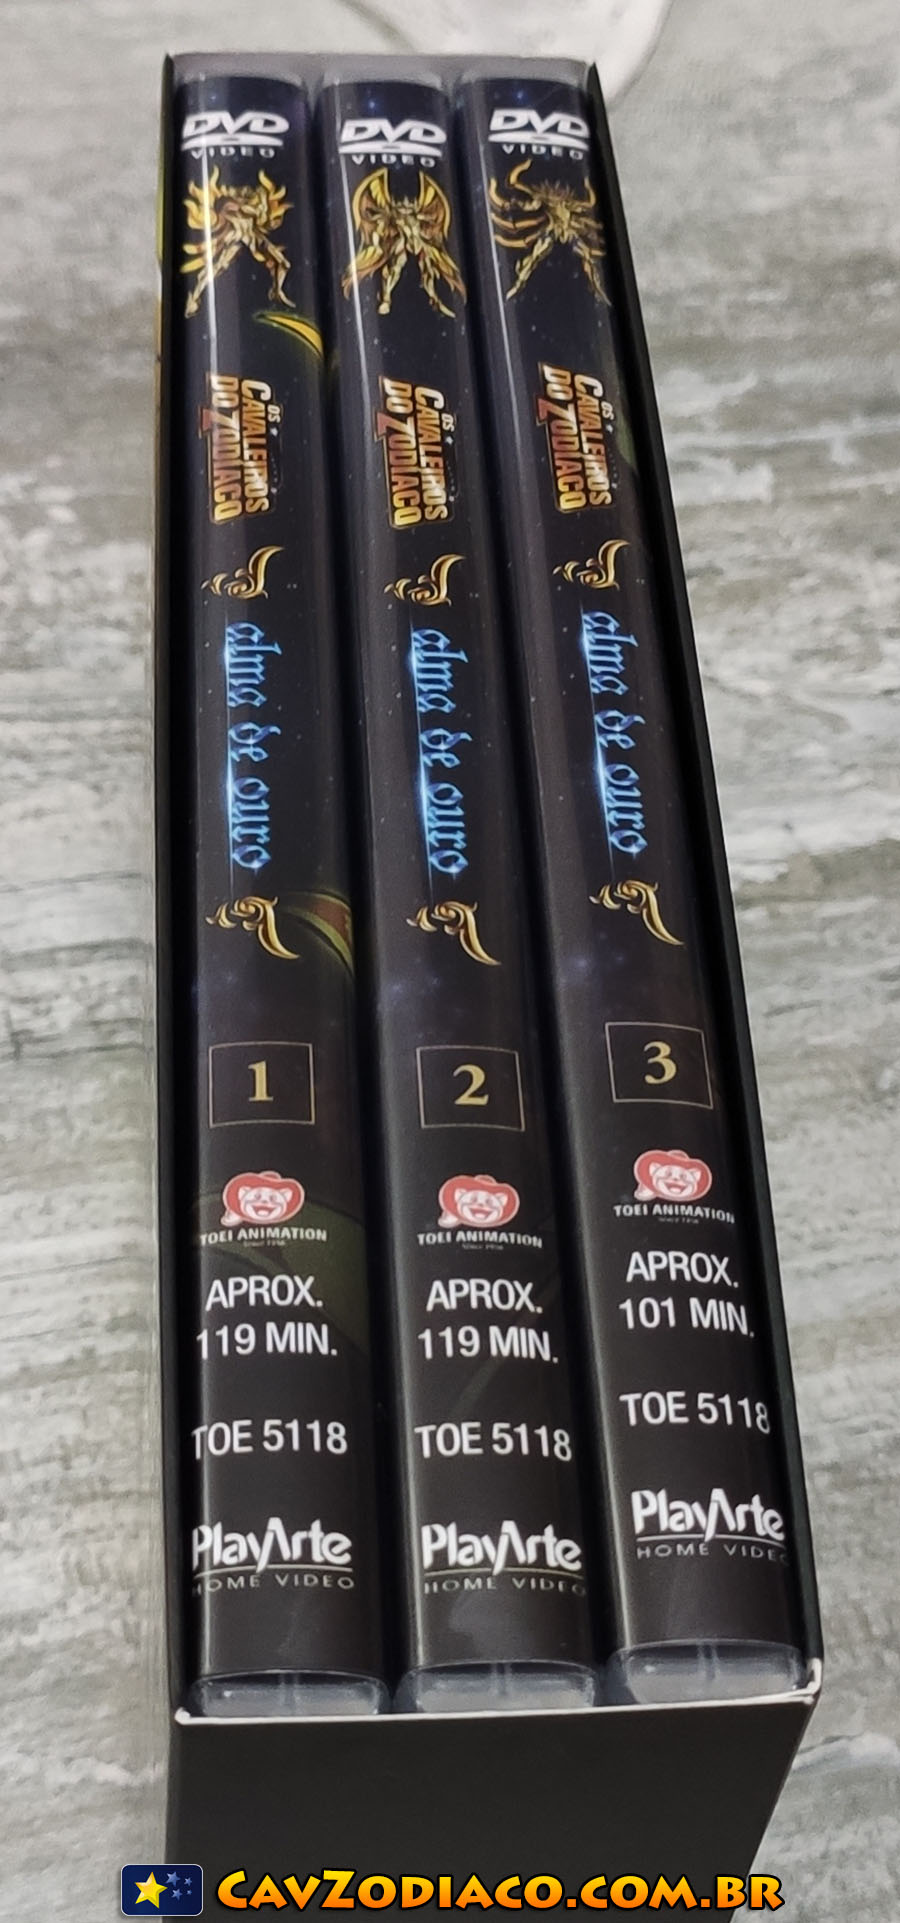 DVD
VIDEO
OS
CAVALEIROS
DO ZODÍACO
alma de ouro
1
TOEI ANIMATION
APROX.
119 MIN.
TOE 5118
PlayArte
HOME VIDEO
DVD
VIDEO
OS
CAVALEIROS
DO ZODÍACO
alma de ouro
2
TOEI ANIMATION
APROX.
119 MIN.
TOE 5118
PlayArte
HOME VIDEO
DVD
VIDEO
OS
CAVALEIROS
DO ZODÍACO
alma de ouro
3
TOEI ANIMATION
APROX.
101 MIN.
TOE 5118
PlayArte
HOME VIDEO
CAVZODIACO.COM.BR